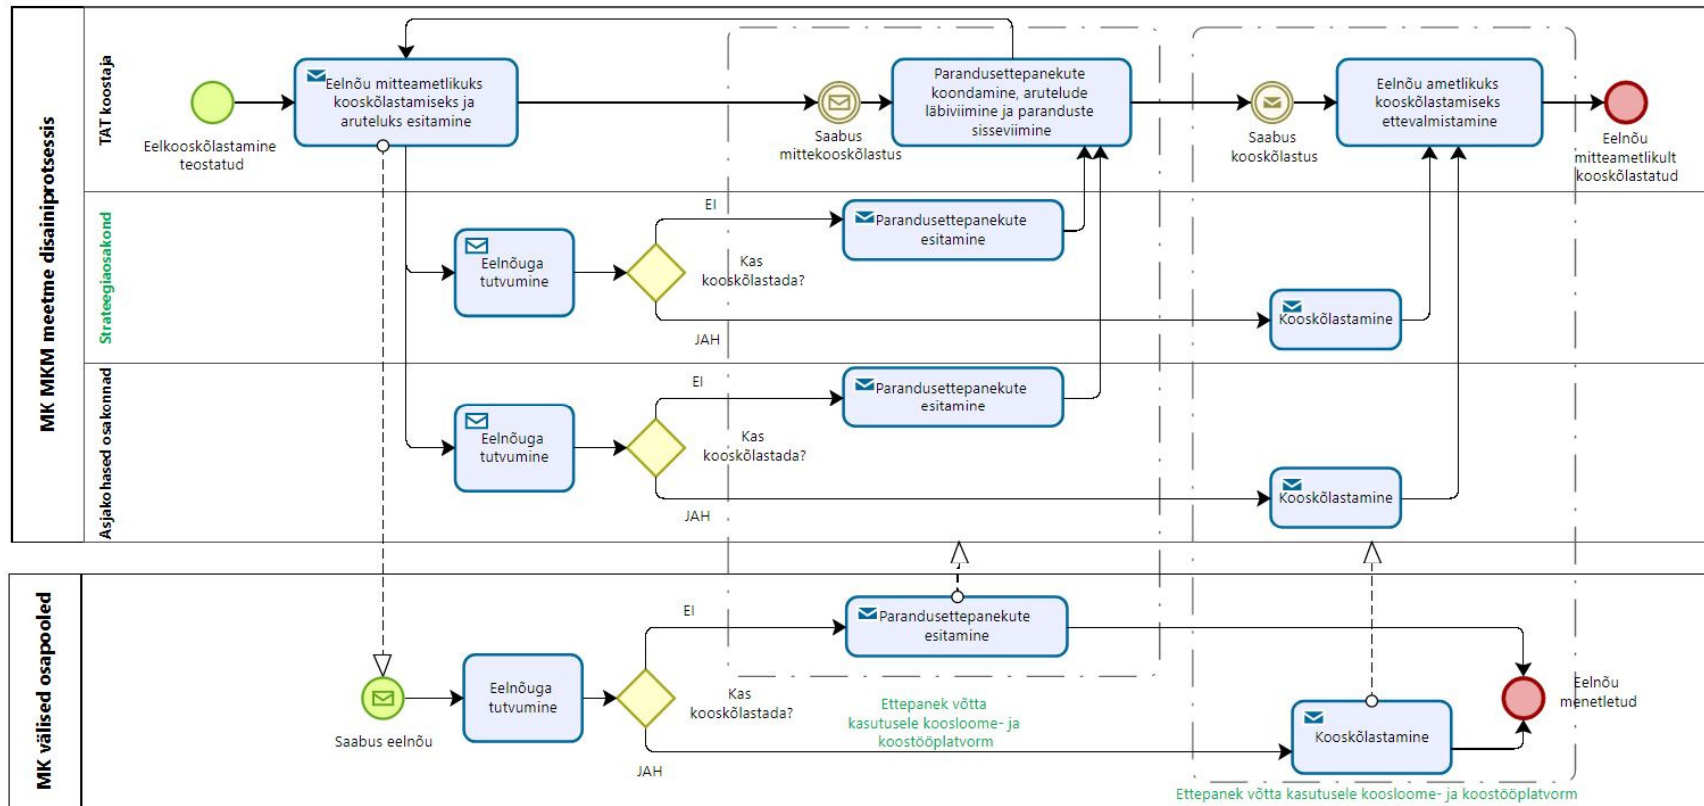 MK MKM meetme disainiprotsessis
TAT koostaja
Eelkooskõlastamine
teostatud
Eelnõu mitteametlikuks
kooskõlastamiseks ja
aruteluks esitamine
Saabus
mittekooskõlastus
Parandusettepanekute
koondamine, arutelude
läbiviimine ja paranduste
sisseviimine
Saabus
kooskõlastus
Eelnõu ametlikuks
kooskõlastamiseks
ettevalmistamine
Eelnõu
mitteametlikult
kooskõlastatud
Strateegiaosakond
Eelnõuga
tutvumine
EI
Kas
kooskõlastada?
JAH
Parandusettepanekute
esitamine
Kooskõlastamine
Asjakohased osakonnad
Eelnõuga
tutvumine
EI
Kas
kooskõlastada?
JAH
Parandusettepanekute
esitamine
Kooskõlastamine
MK välised osapooled
Saabus eelnõu
Eelnõuga
tutvumine
EI
Kas
kooskõlastada?
JAH
Parandusettepanekute
esitamine
Ettepanek võtta
kasutusele koosloome- ja
koostööplatvorm
Kooskõlastamine
Eelnõu
menetletud
Ettepanek võtta kasutusele koosloome- ja koostööplatvorm